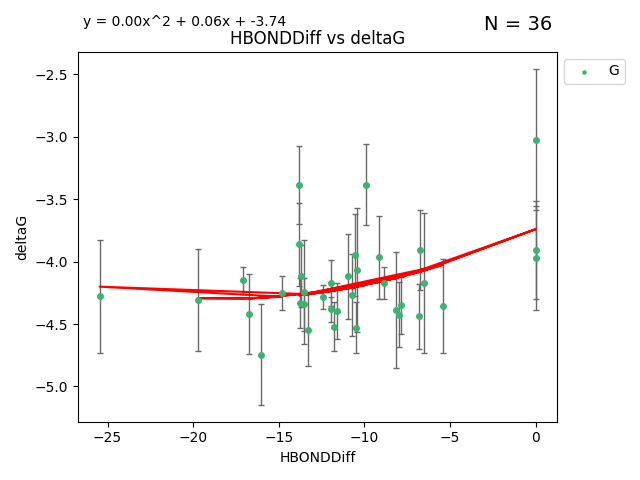 y = 0.00x^2 + 0.06x + -3.74
N = 36
HBONDDiff vs deltaG
G
−2.5
−3.0
−3.5
−4.0
−4.5
−5.0
deltaG
−25
−20
−15
−10
−5
0
HBONDDiff